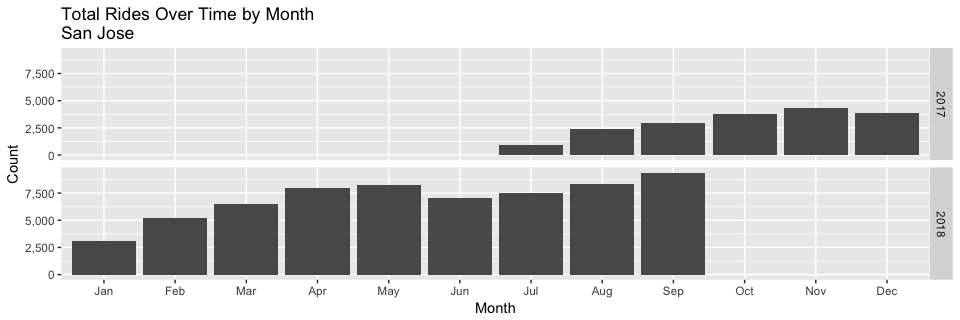 Total Rides Over Time by Month
San Jose
Count
7,500
5,000
2,500
0
2017
7,500
5,000
2,500
0
2018
Jan Feb Mar Apr May Jun Jul Aug Sep Oct Nov Dec
Month